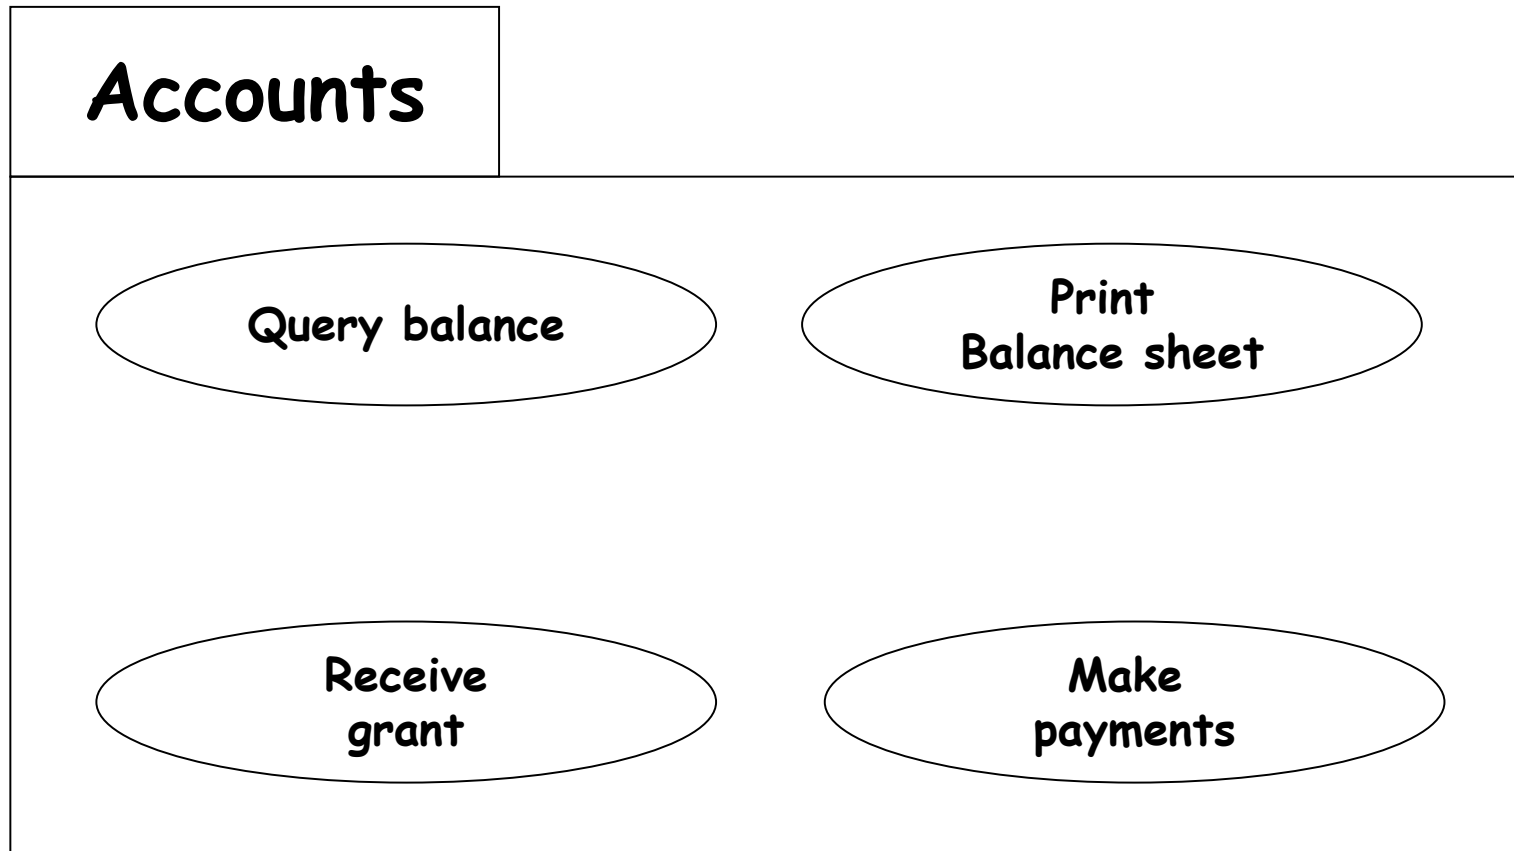 Accounts
Query balance
Print
Balance sheet
Receive
grant
Make
payments